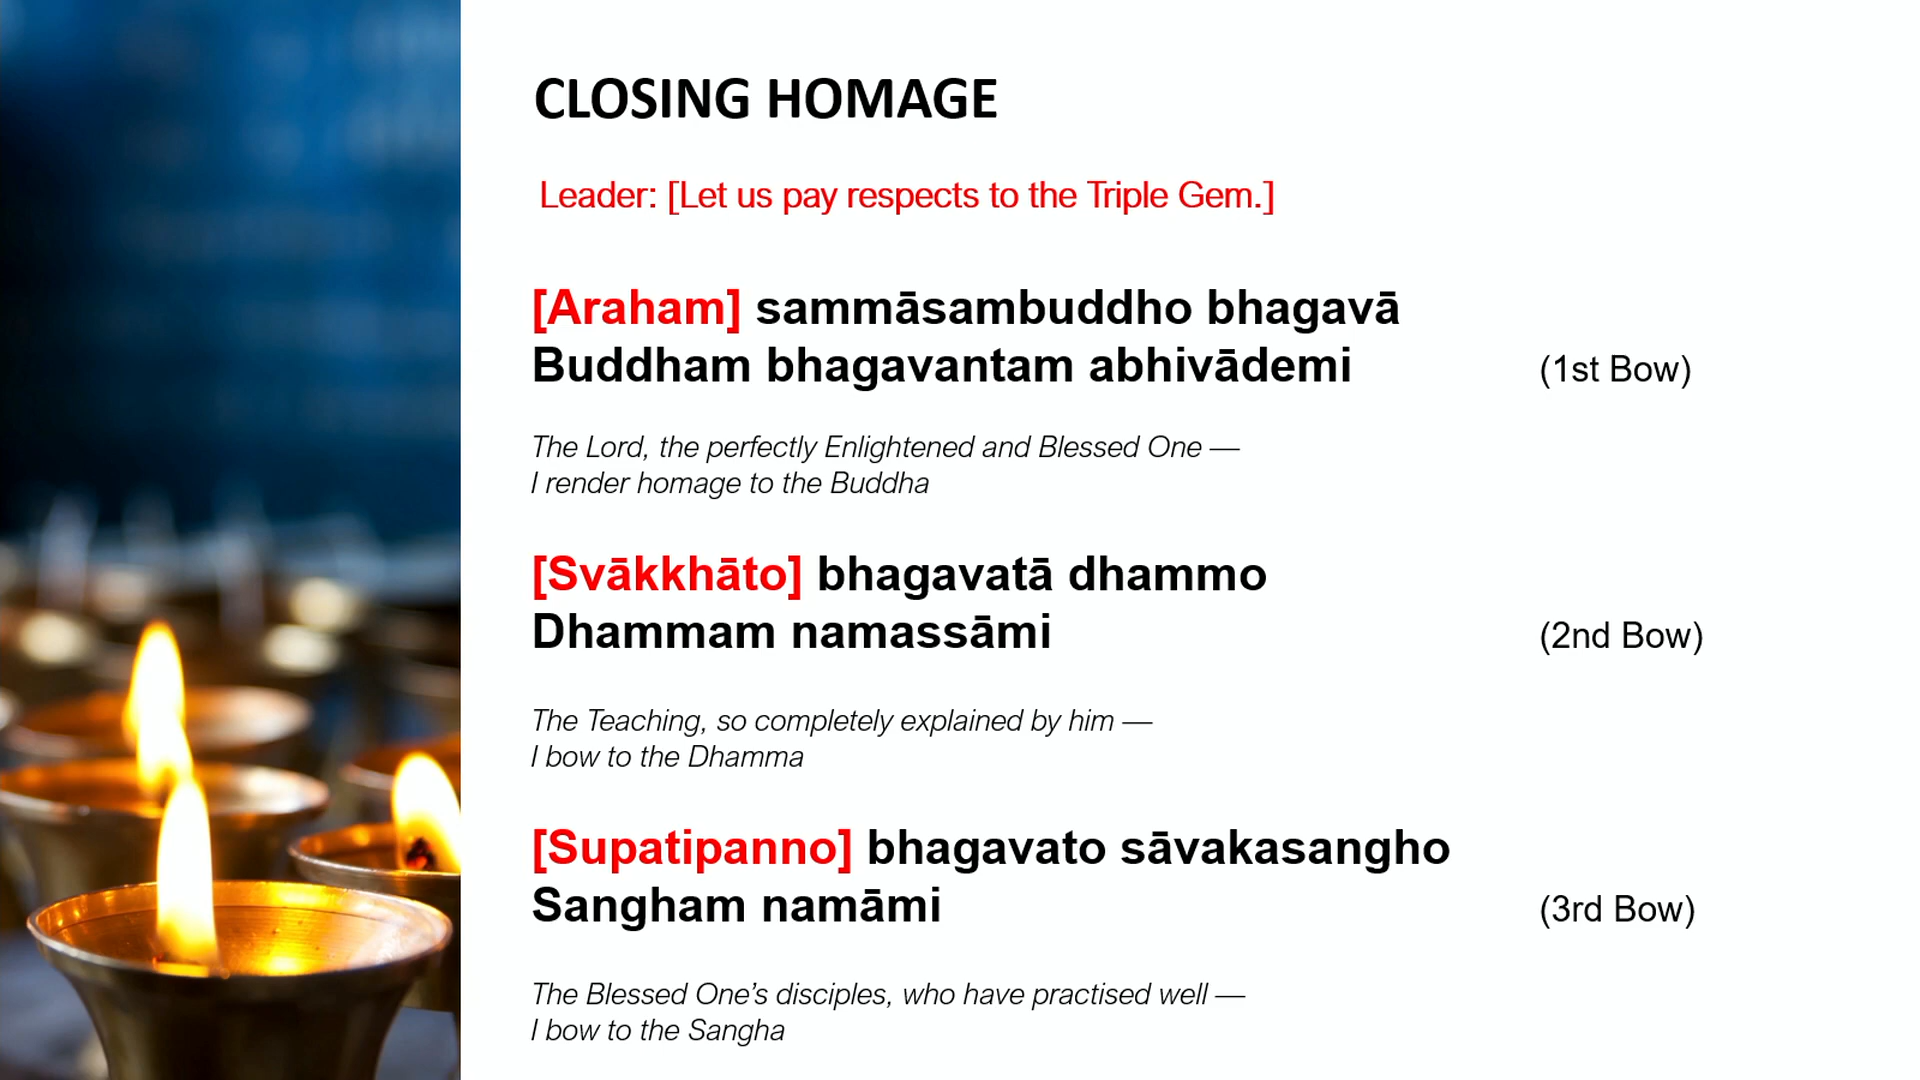 CLOSING HOMAGE
Leader: [Let us pay respects to the Triple Gem.]
[Araham] sammāsambuddho bhagavā
Buddham bhagavantam abhivādemi (1st Bow)
The Lord, the perfectly Enlightened and Blessed One —
I render homage to the Buddha
[Svākkhāto] bhagavatā dhammo
Dhammam namassāmi (2nd Bow)
The Teaching, so completely explained by him —
I bow to the Dhamma
[Supatipanno] bhagavato sāvakasangho
Sangham namāmi (3rd Bow)
The Blessed One’s disciples, who have practised well —
I bow to the Sangha